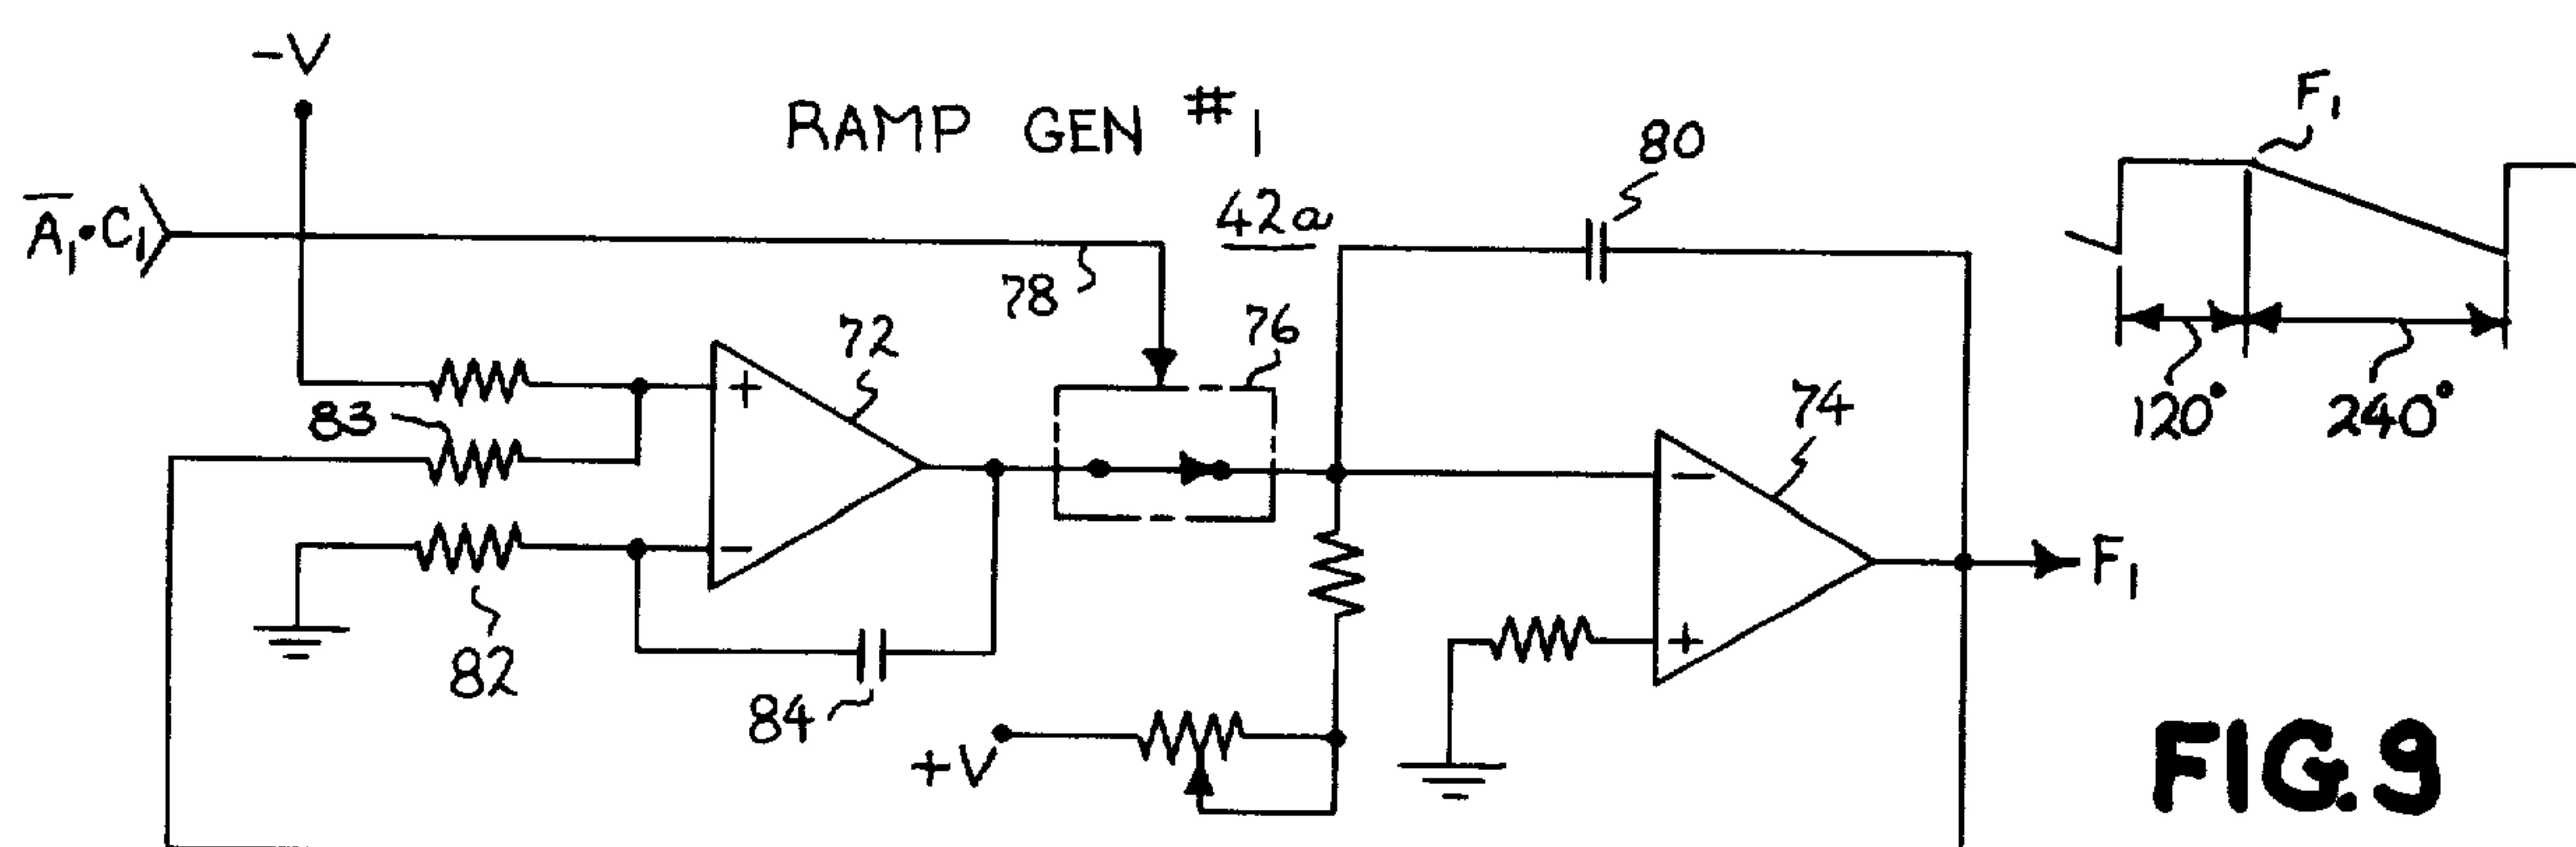 -V
RAMP GEN #1
42a
80
F₁
A̅₁•C₁
78
76
72
83
74
120°
240°
82
84
+V
F₁
+
-
-
+
FIG.9